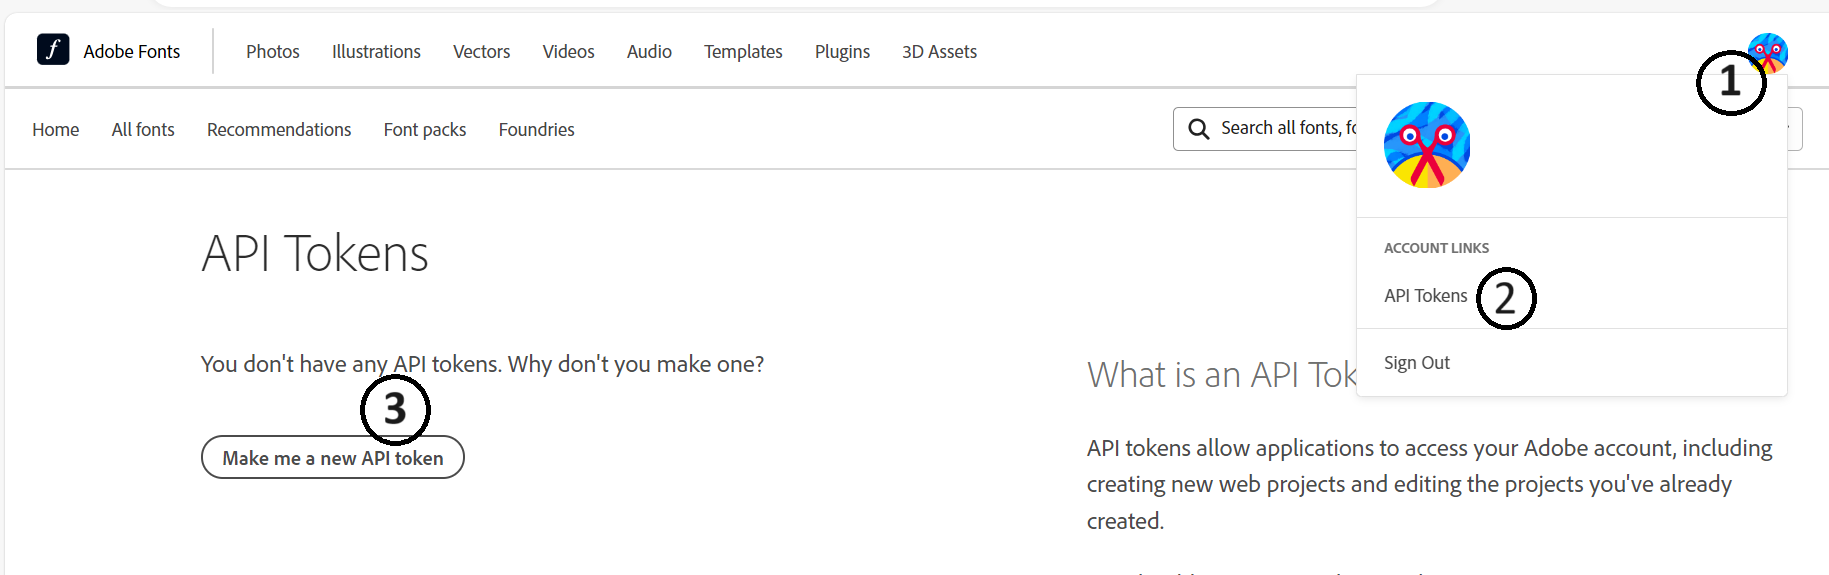 f Adobe Fonts Photos Illustrations Vectors Videos Audio Templates Plugins 3D Assets
1
Home All fonts Recommendations Font packs Foundries
Search all fonts,
API Tokens
ACCOUNT LINKS
API Tokens 2
Sign Out
You don't have any API tokens. Why don't you make one?
3
Make me a new API token
What is an API
API tokens allow applications to access your Adobe account, including
creating new web projects and editing the projects you've already
created.